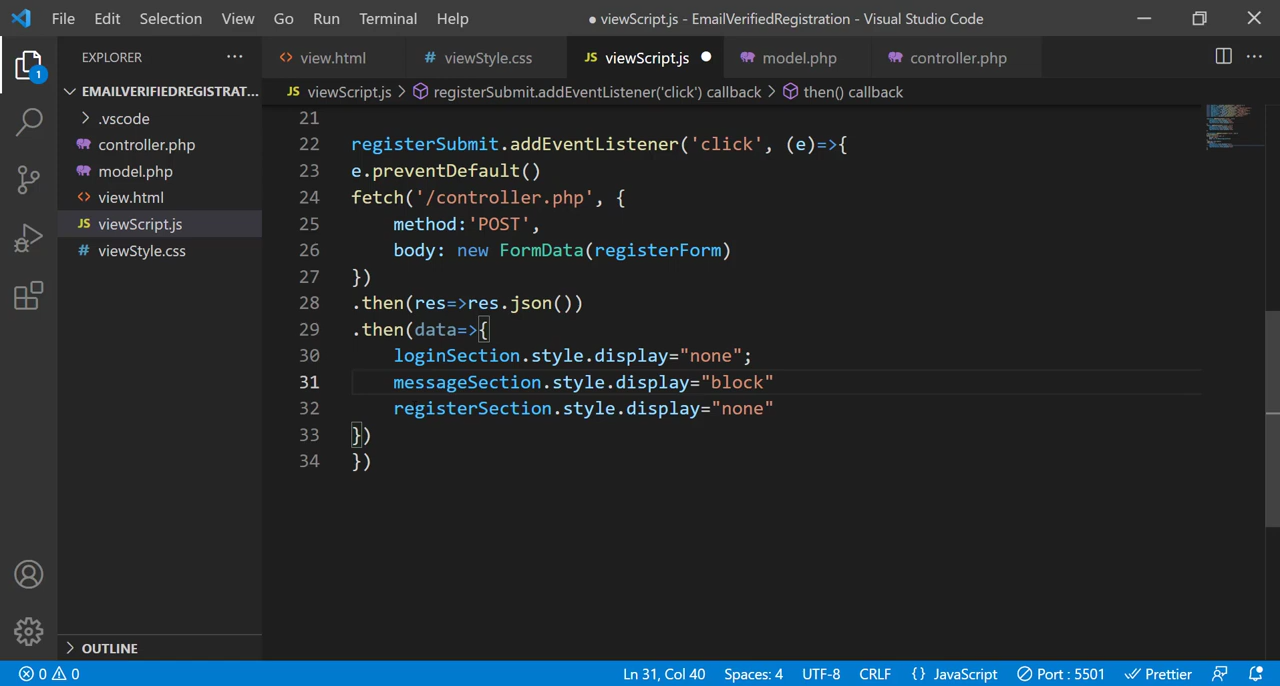 File Edit Selection View Go Run Terminal Help ● viewScript.js - EmailVerifiedRegistration - Visual Studio Code
EXPLORER ··· <> view.html # viewStyle.css JS viewScript.js ● model.php controller.php ···
1
EMAILVERIFIEDREGISTRAT... JS viewScript.js > registerSubmit.addEventListener('click') callback > then() callback
> .vscode
controller.php
model.php
<> view.html
JS viewScript.js
# viewStyle.css
21
22 registerSubmit.addEventListener('click', (e)=>{
23 e.preventDefault()
24 fetch('/controller.php', {
25 method:'POST',
26 body: new FormData(registerForm)
27 })
28 .then(res=>res.json())
29 .then(data=>{
30 loginSection.style.display="none";
31 messageSection.style.display="block"
32 registerSection.style.display="none"
33 })
34 })
> OUTLINE
0 0 Ln 31, Col 40 Spaces: 4 UTF-8 CRLF {} JavaScript Port : 5501 Prettier